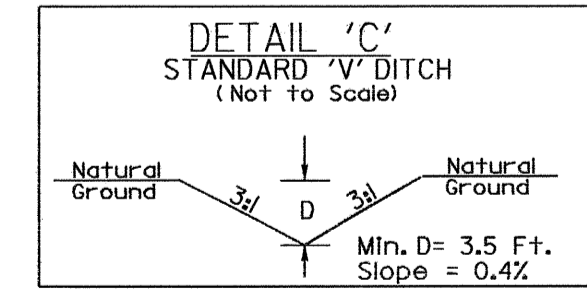 DETAIL 'C'
STANDARD 'V' DITCH
(Not to Scale)
Natural
Ground
3:1
D
3:1
Natural
Ground
Min. D= 3.5 Ft.
Slope = 0.4%